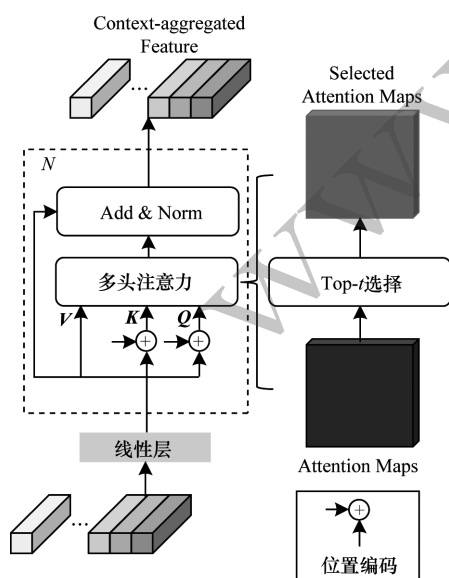 Context-aggregated
Feature
...
Selected
Attention Maps
N
Add & Norm
多头注意力
Top-t选择
V
K
Q
+
+
线性层
Attention Maps
...
+
位置编码
WWW